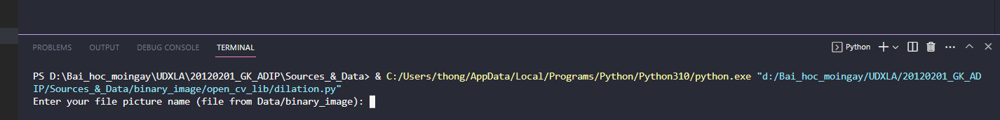 PROBLEMS OUTPUT DEBUG CONSOLE TERMINAL Python
PS D:\Bai_hoc_moingay\UDXLA\20120201_GK_ADIP\Sources_&_Data> & C:/Users/thong/AppData/Local/Programs/Python/Python310/python.exe "d:/Bai_hoc_moingay/UDXLA/20120201_GK_AD
IP/Sources_&_Data/binary_image/open_cv_lib/dilation.py"
Enter your file picture name (file from Data/binary_image):